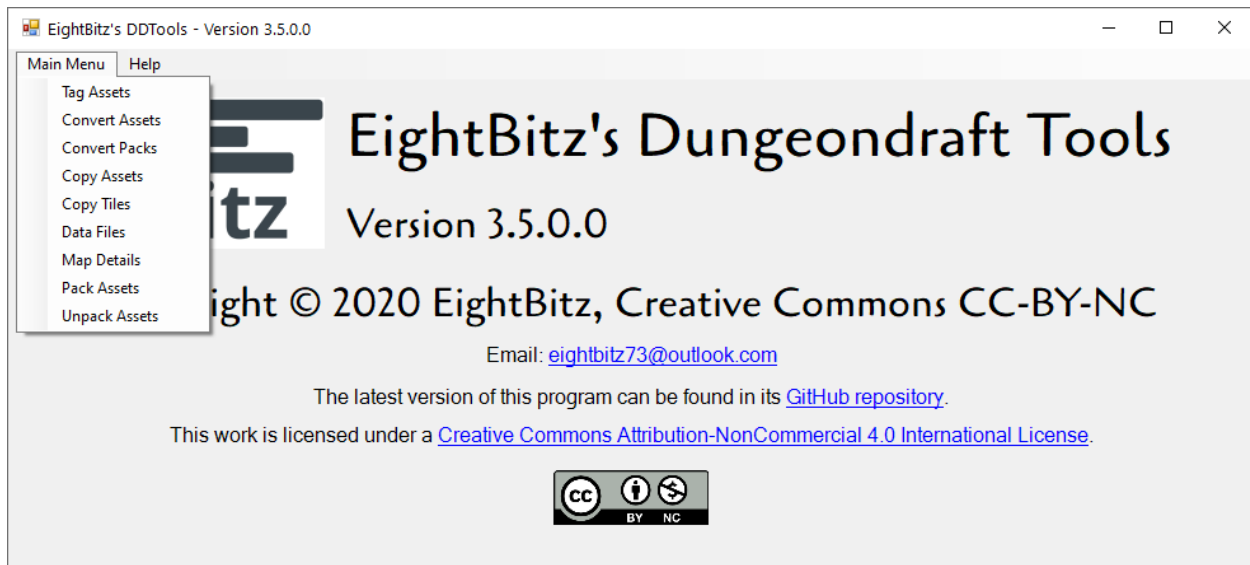 EightBitz's DDTools - Version 3.5.0.0
Main Menu Help
Tag Assets
Convert Assets
Convert Packs
Copy Assets
Copy Tiles
Data Files
Map Details
Pack Assets
Unpack Assets
itz
EightBitz's Dungeondraft Tools
Version 3.5.0.0
ight © 2020 EightBitz, Creative Commons CC-BY-NC
Email: eightbitz73@outlook.com
The latest version of this program can be found in its GitHub repository.
This work is licensed under a Creative Commons Attribution-NonCommercial 4.0 International License.
cc
BY NC